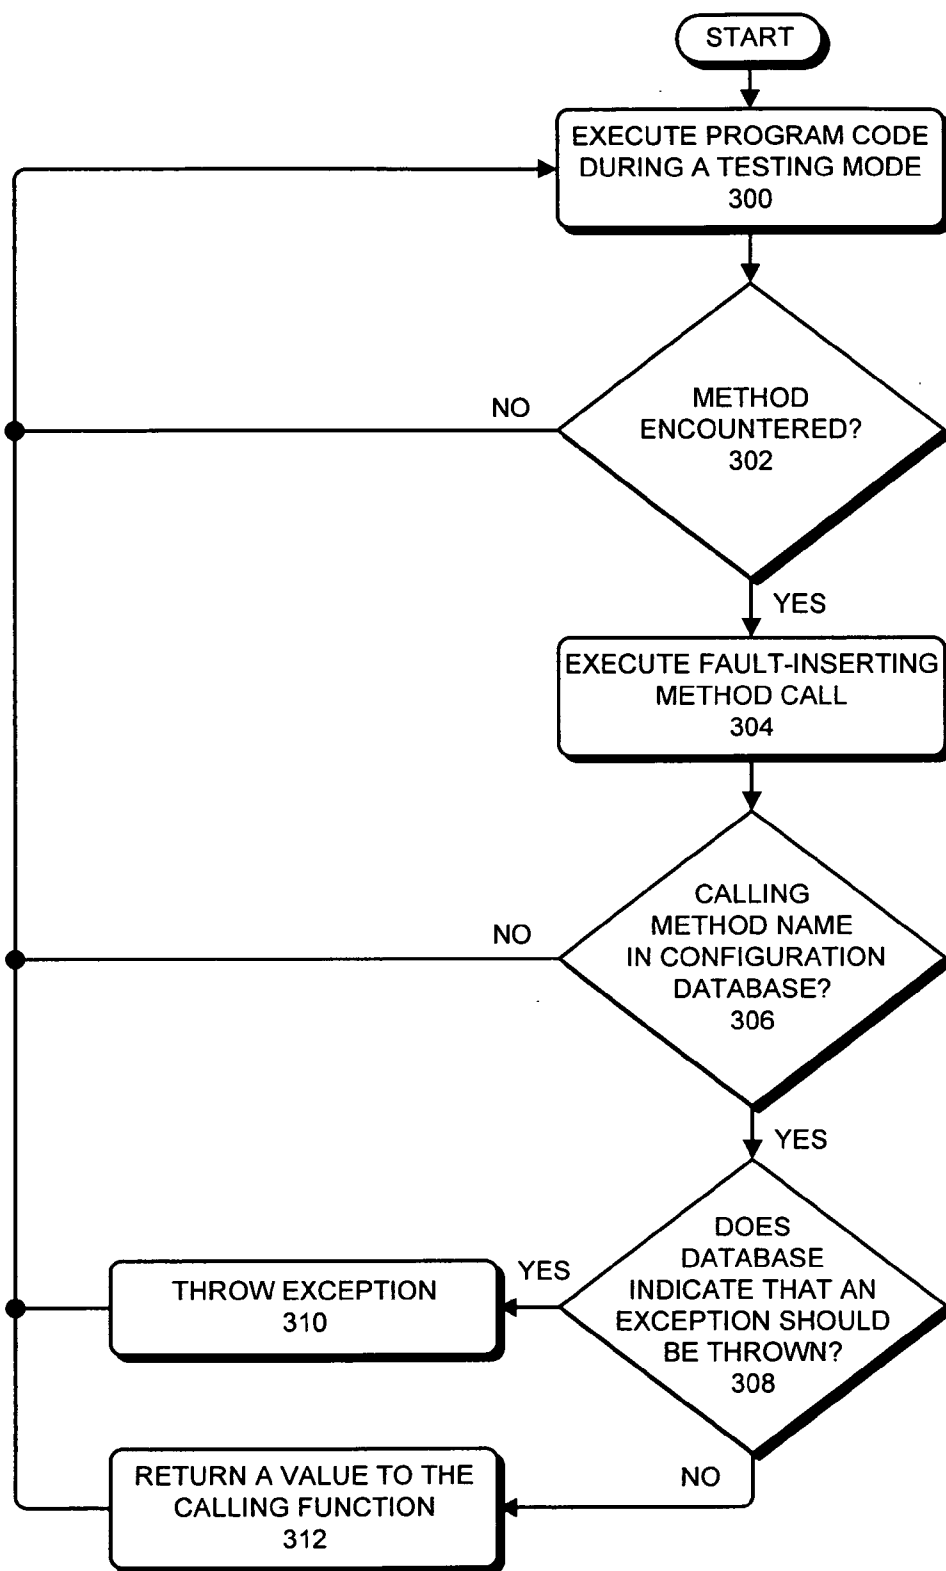 START
EXECUTE PROGRAM CODE
DURING A TESTING MODE
300
METHOD
ENCOUNTERED?
302
NO
YES
EXECUTE FAULT-INSERTING
METHOD CALL
304
CALLING
METHOD NAME
IN CONFIGURATION
DATABASE?
306
NO
YES
DOES
DATABASE
INDICATE THAT AN
EXCEPTION SHOULD
BE THROWN?
308
YES
THROW EXCEPTION
310
NO
RETURN A VALUE TO THE
CALLING FUNCTION
312